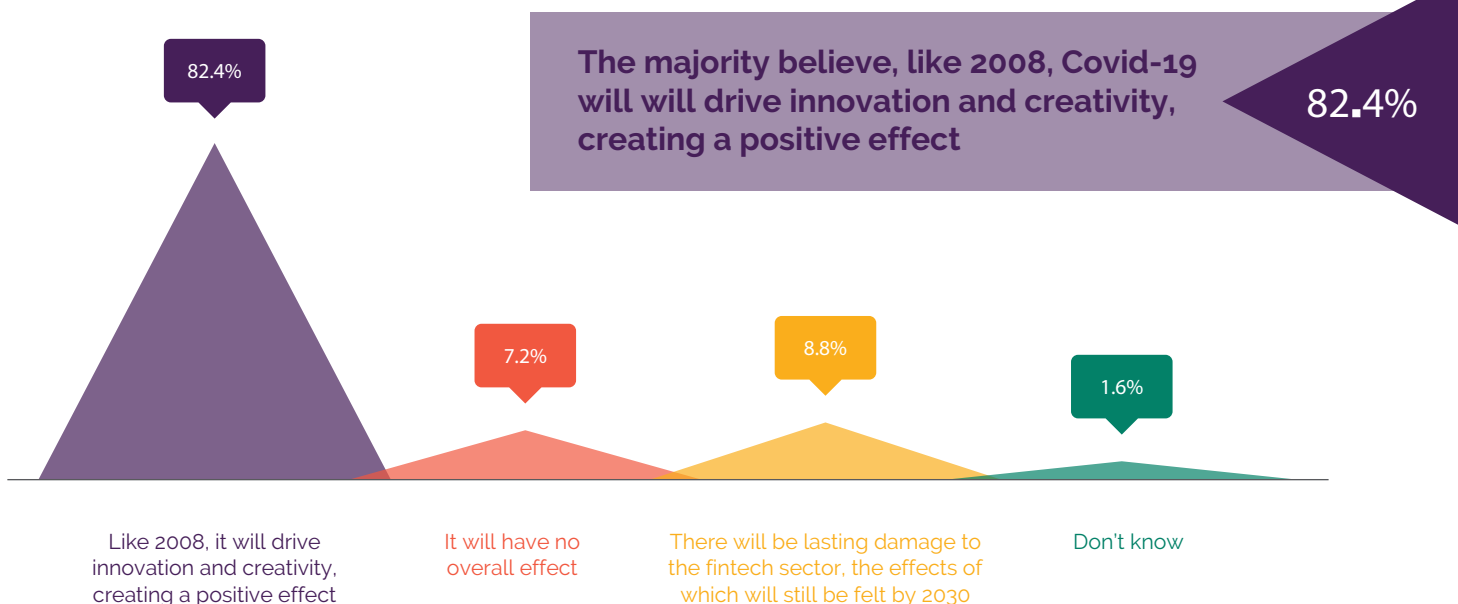 82.4%
The majority believe, like 2008, Covid-19
will will drive innovation and creativity,
creating a positive effect
82.4%
7.2%
8.8%
1.6%
Like 2008, it will drive
innovation and creativity,
creating a positive effect
It will have no
overall effect
There will be lasting damage to
the fintech sector, the effects of
which will still be felt by 2030
Don't know